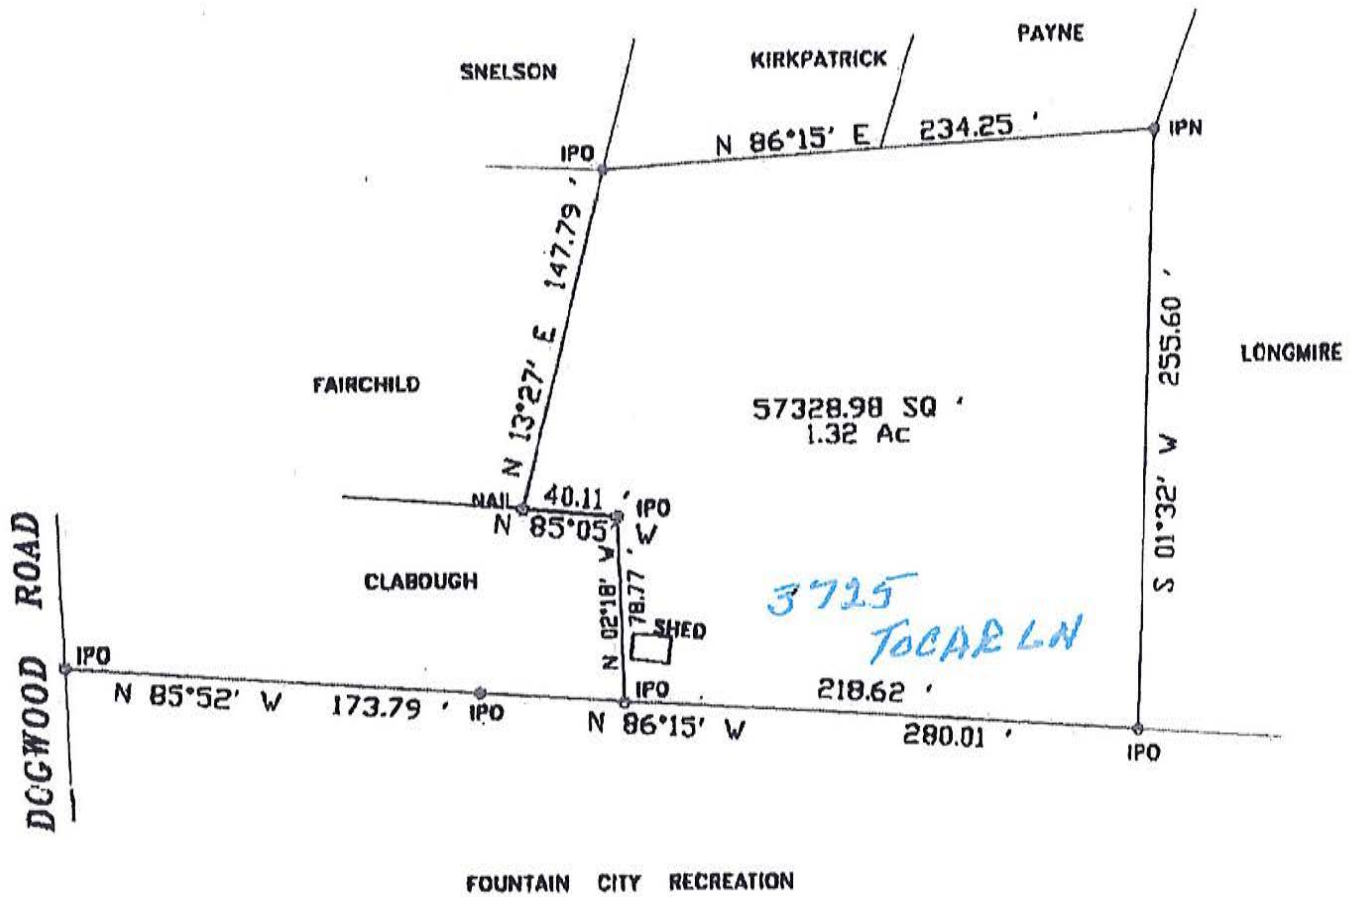 PAYNE
KIRKPATRICK
SNELSON
N 86°15' E 234.25 '
IPN
IPO
N 13°27' E 147.79 '
S 01°32' W 255.60 '
LONGMIRE
FAIRCHILD
57328.98 SQ '
1.32 Ac
NAIL 40.11 ' IPO
N 85°05' W
DOGWOOD ROAD
CLABOUGH
N 02°18' W 78.77 '
3725
TOCAR LN
SHED
IPO
N 85°52' W 173.79 ' IPO
IPO
218.62 '
N 86°15' W 280.01 '
IPO
FOUNTAIN CITY RECREATION